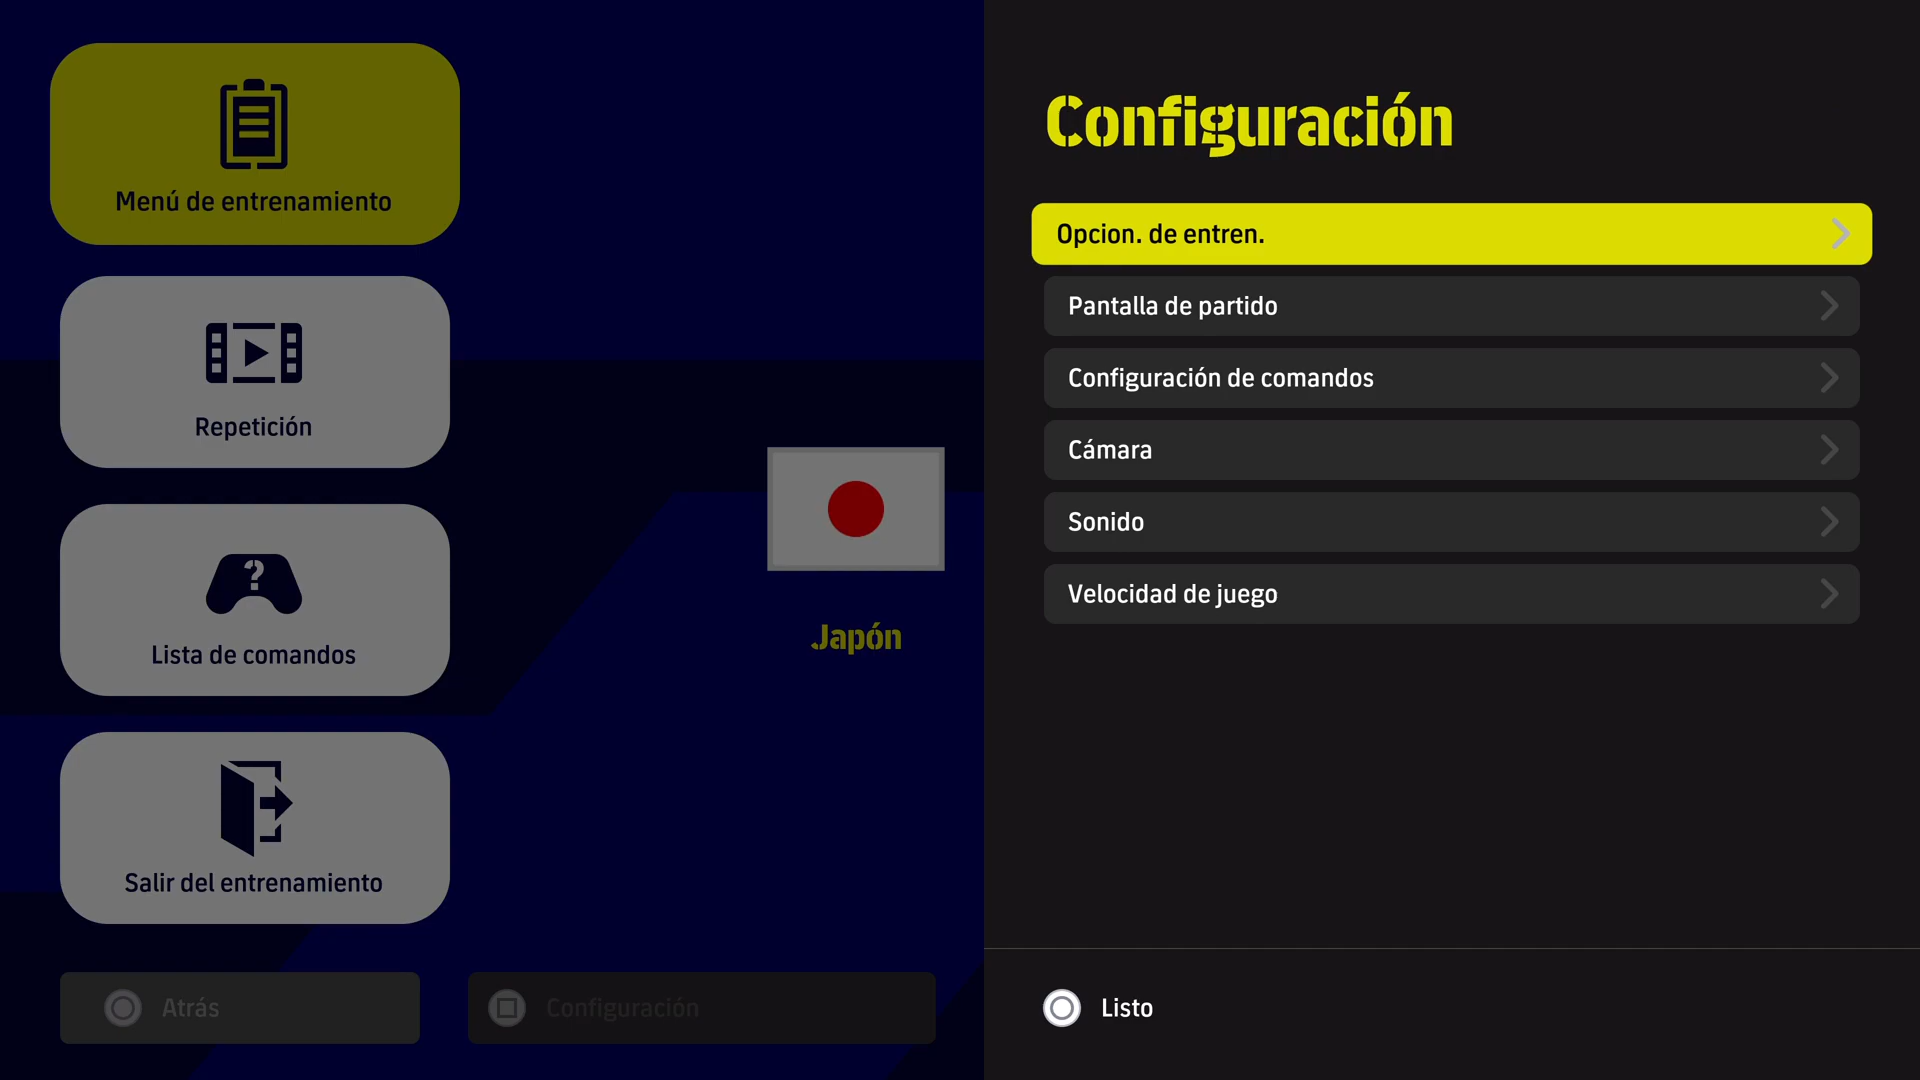 Menú de entrenamiento
Repetición
?
Lista de comandos
Salir del entrenamiento
Japón
Atrás
Configuración
Configuración
Opcion. de entren.
Pantalla de partido
Configuración de comandos
Cámara
Sonido
Velocidad de juego
Listo